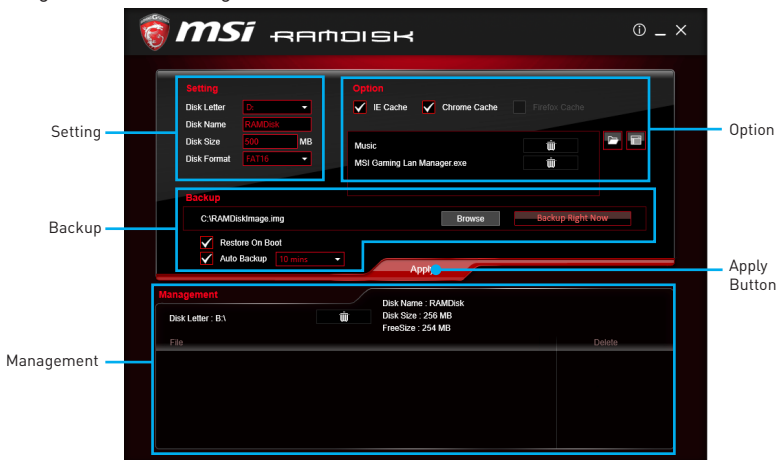 msi RAMDISK
Setting
Option
Disk Letter D:
IE Cache Chrome Cache Firefox Cache
Disk Name RAMDisk
Setting
Option
Disk Size 500 MB
Music
Disk Format FAT16
MSI Gaming Lan Manager.exe
Backup
C:\RAMDiskImage.img Browse Backup Right Now
Backup
Restore On Boot
Auto Backup 10 mins
Apply
Apply
Button
Management
Disk Name : RAMDisk
Disk Letter : B:\
Disk Size : 256 MB
FreeSize : 254 MB
File Delete
Management